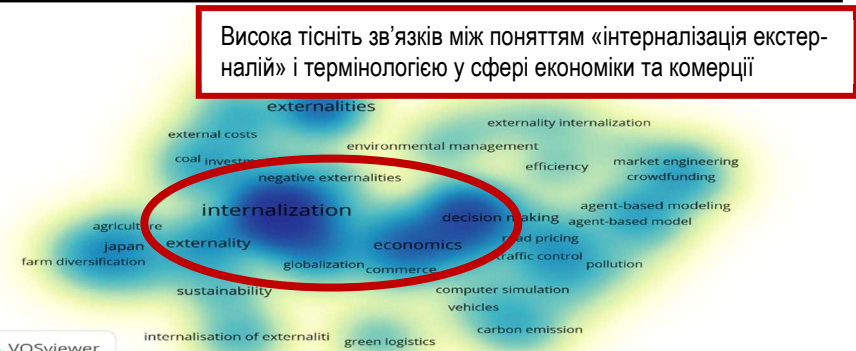 Висока тісніть зв’язків між поняттям «інтерналізація екстер-
налій» і термінологією у сфері економіки та комерції
externalities
externality internalization
external costs
environmental management
coal
market engineering
efficiency
crowdfunding
negative externalities
internalization
agent-based modeling
decision making
agent-based model
agriculture
road pricing
japan
externality
economics
traffic control
farm diversification
globalization
commerce
pollution
sustainability
computer simulation
vehicles
carbon emission
internalisation of externaliti
green logistics
VOSviewer